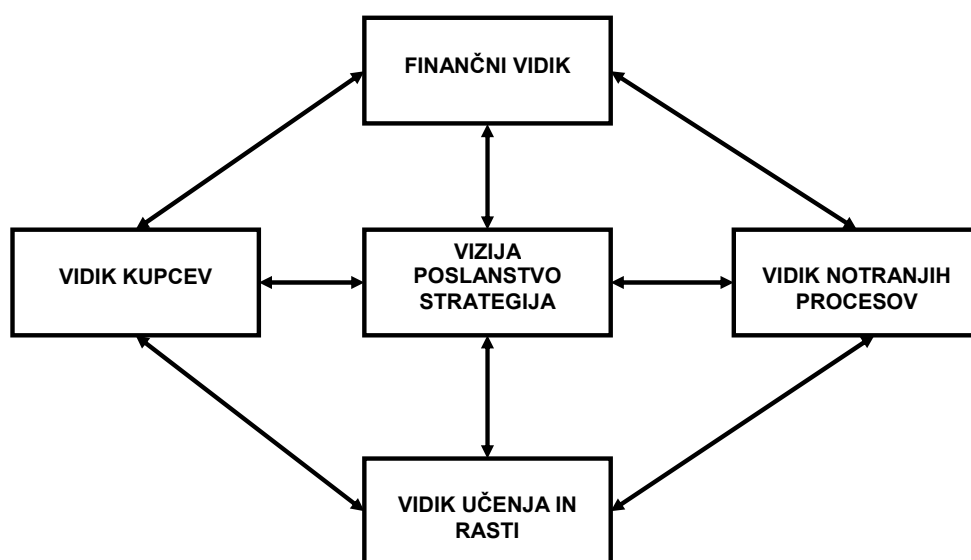 FINANČNI VIDIK
VIDIK KUPCEV
VIZIJA
POSLANSTVO
STRATEGIJA
VIDIK NOTRANJIH
PROCESOV
VIDIK UČENJA IN
RASTI